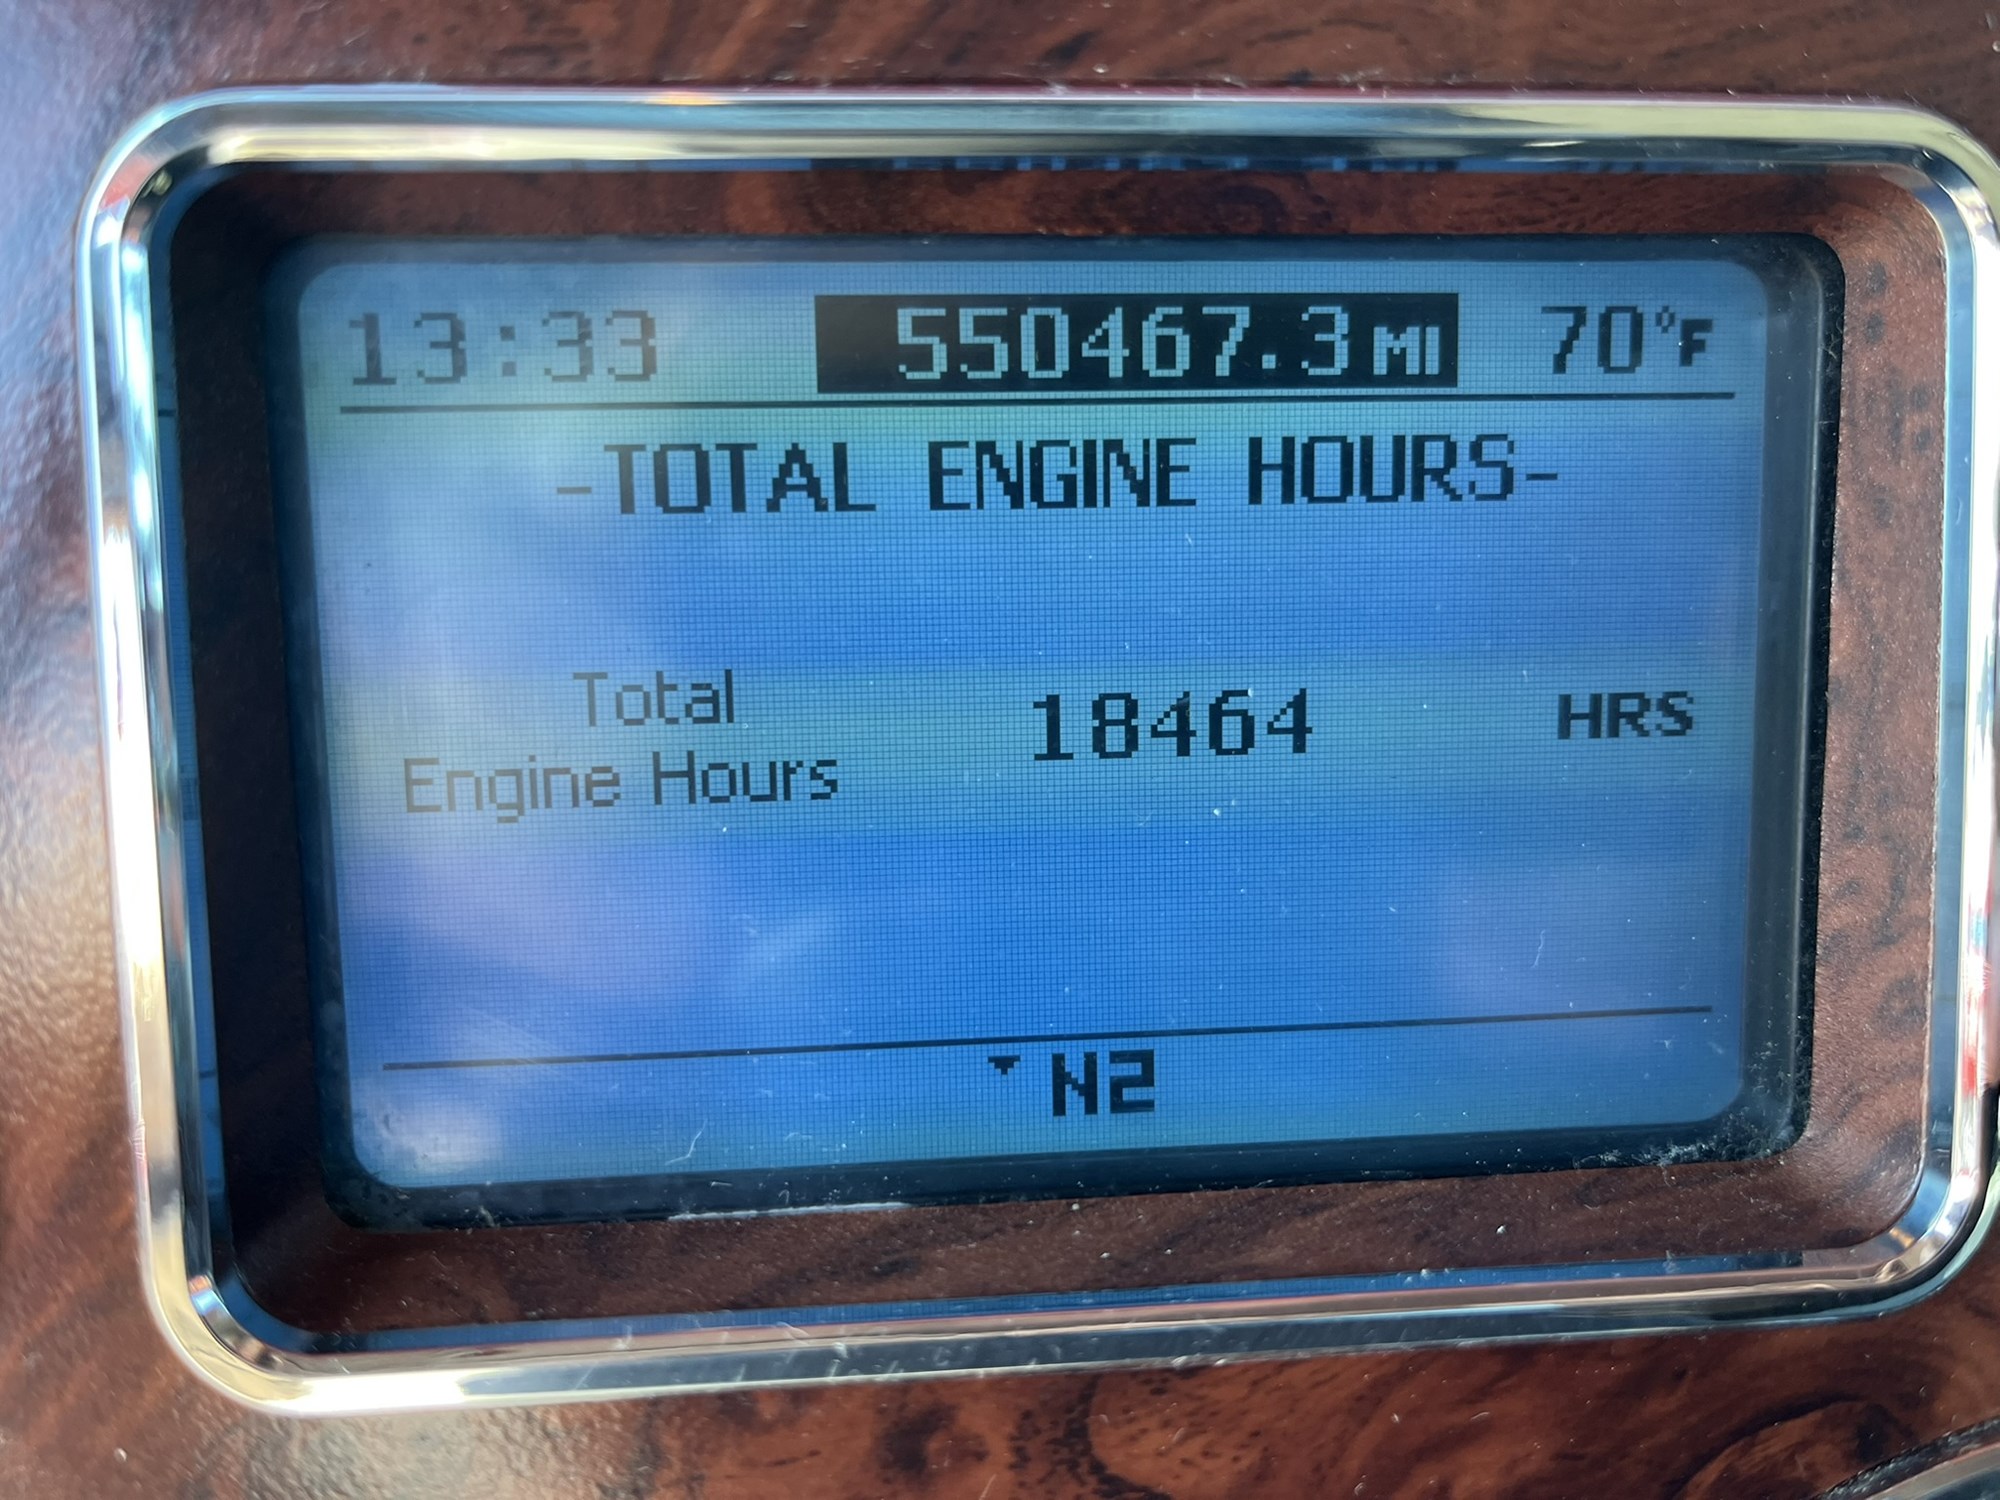 13:33 550467.3 MI 70°F
-TOTAL ENGINE HOURS-
Total
Engine Hours 18464 HRS
N2